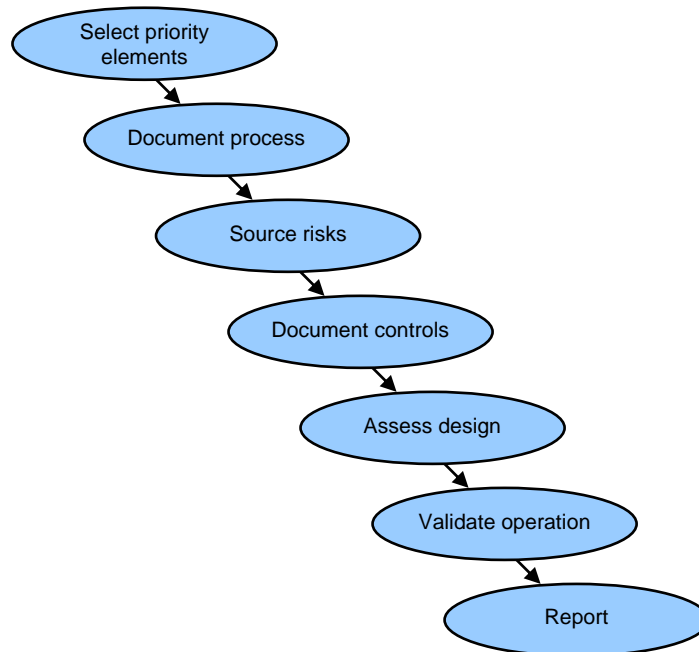 Select priority
elements
Document process
Source risks
Document controls
Assess design
Validate operation
Report